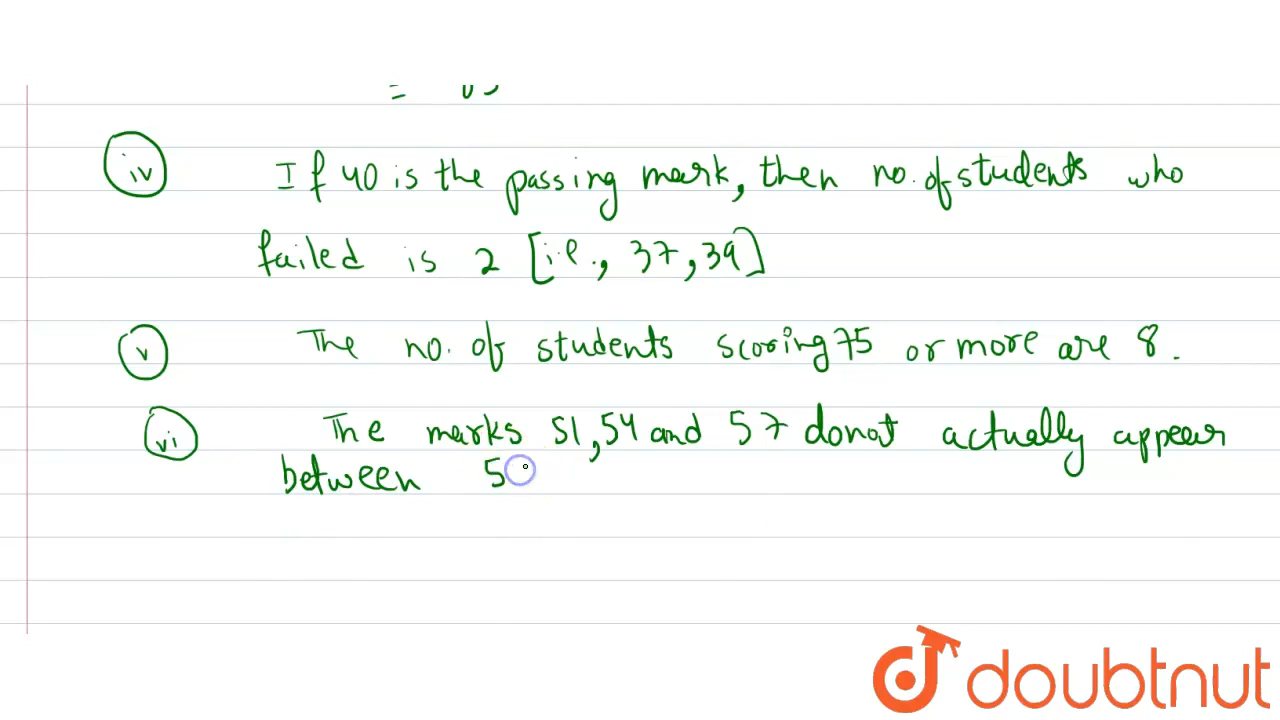 iv If 40 is the passing mark, then no. of students who
failed is 2 [i.e., 37, 39]
v The no. of students scoring 75 or more are 8.
vi The marks 51, 54 and 57 donot actually appear
between 5
doubtnut